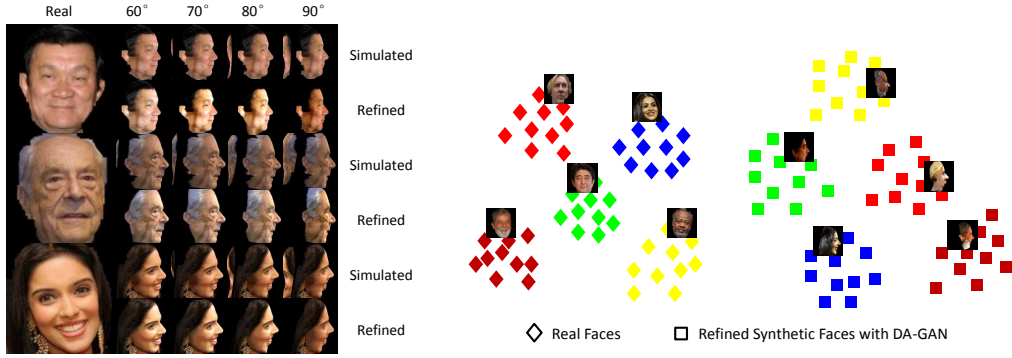 Real 60° 70° 80° 90°
Simulated
Refined
Simulated
Refined
Simulated
Refined
Real Faces
Refined Synthetic Faces with DA-GAN